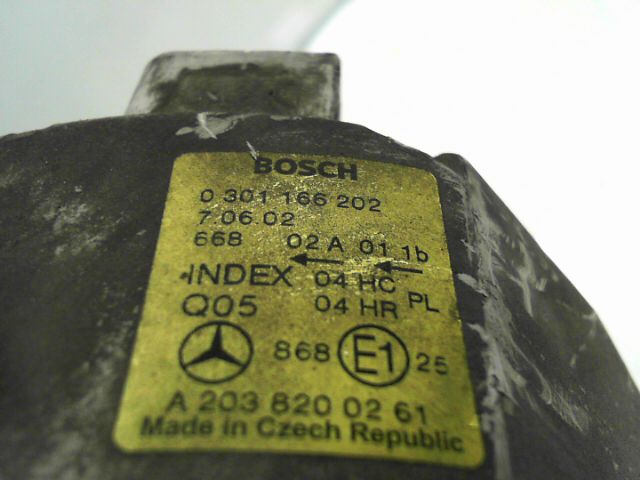 BOSCH
0 301 166 202
7.06.02
668 02 A 01 1b
INDEX 04 HC
Q05 04 HR PL
868 E1 25
A 203 820 02 61
Made in Czech Republic